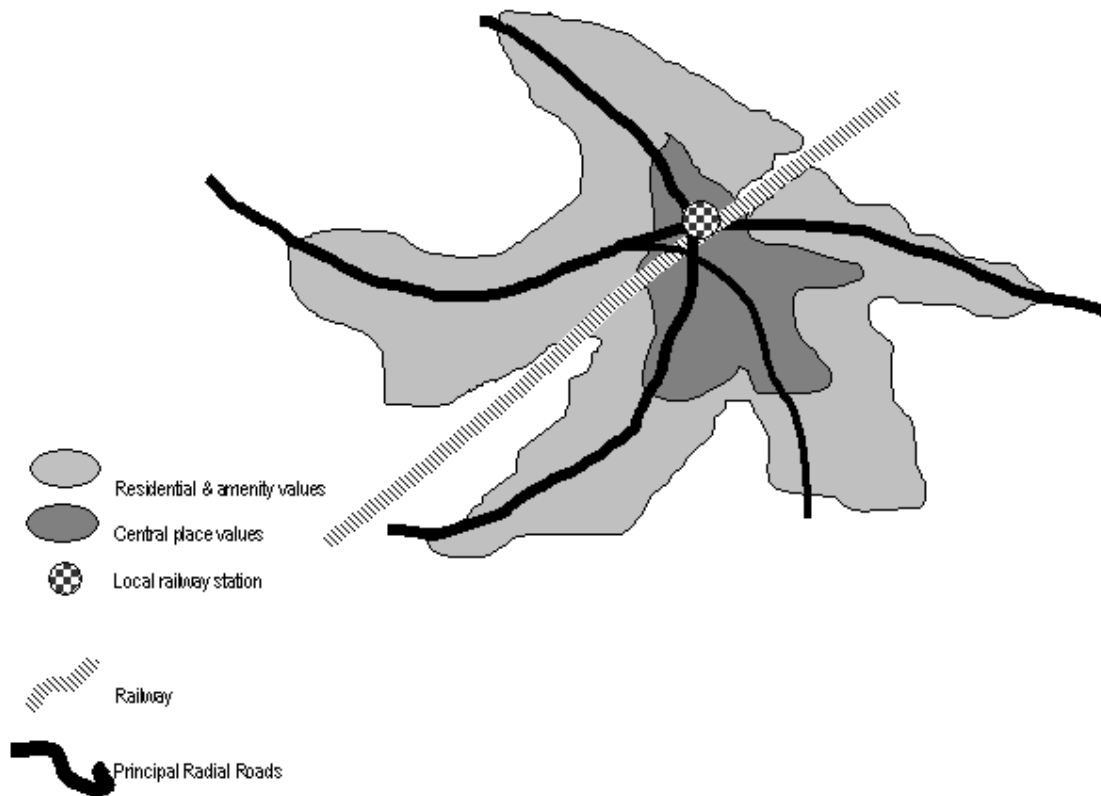 Residential & amenity values
Central place values
Local railway station
Railway
Principal Radial Roads